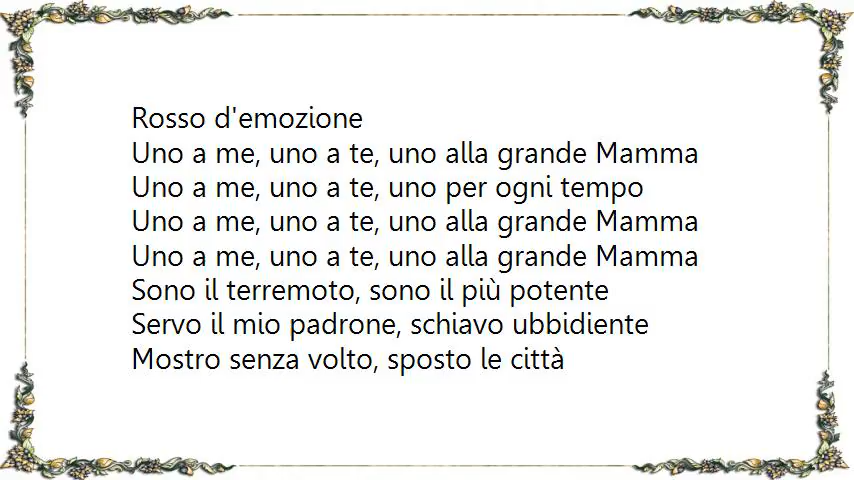 Rosso d'emozione
Uno a me, uno a te, uno alla grande Mamma
Uno a me, uno a te, uno per ogni tempo
Uno a me, uno a te, uno alla grande Mamma
Uno a me, uno a te, uno alla grande Mamma
Sono il terremoto, sono il più potente
Servo il mio padrone, schiavo ubbidiente
Mostro senza volto, sposto le città